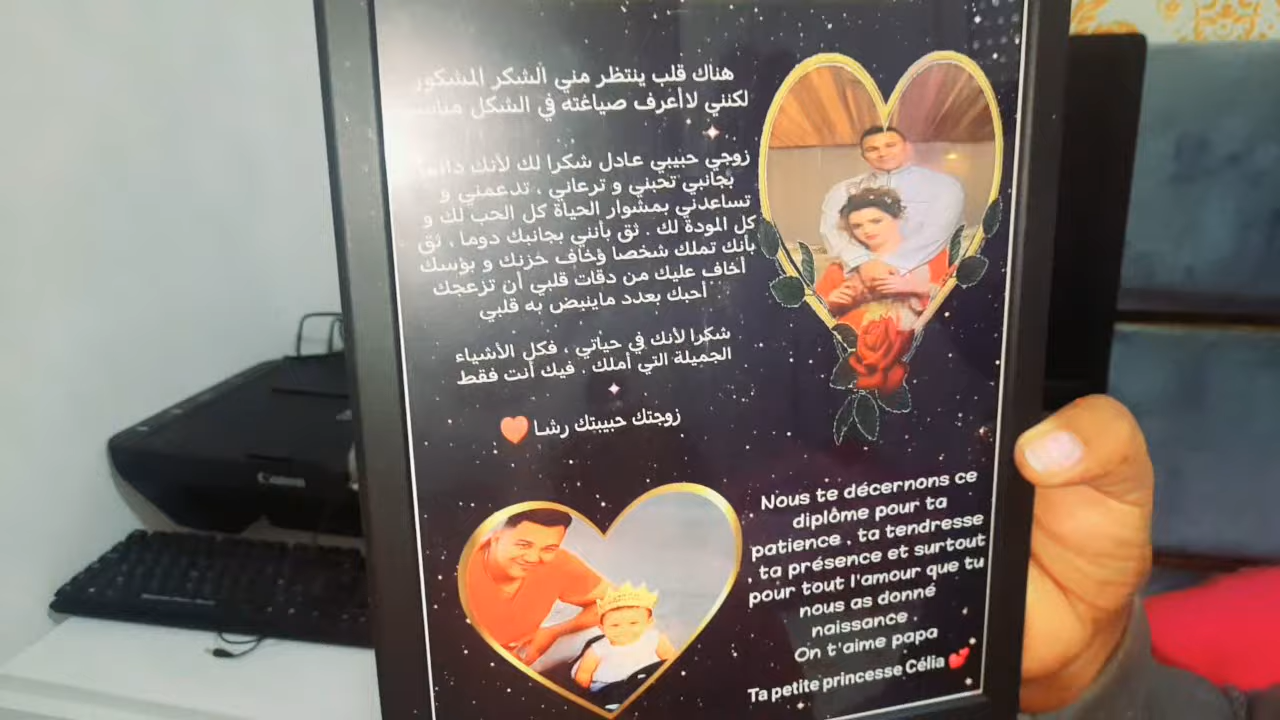 هناك قلب ينتظر مني الشكر المشكور
لكنني لاأعرف صياغته في الشكل
زوجي حبيبي عادل شكرا لك لأنك
بجانبي تحبني و ترعاني ، تدعمني و
تساعدني بمشوار الحياة كل الحب لك و
كل المودة لك . ثق بأنني بجانبك دوما ، ثق
بأنك تملك شخصا وُخاف حزنك و بؤسك
أخاف عليك من دقات قلبي أن تزعجك
أحبك بعدد ماينبض به قلبي
شكرا لأنك في حياتي ، فكل الأشياء
الجميلة التي أملك . فيك أنت فقط
زوجتك حبيبتك رشا ❤️
Nous te décernons ce
diplôme pour ta
patience , ta tendresse
, ta présence et surtout
pour tout l'amour que tu
nous as donné
naissance .
On t'aime papa
Ta petite princesse Célia 💕
Canon